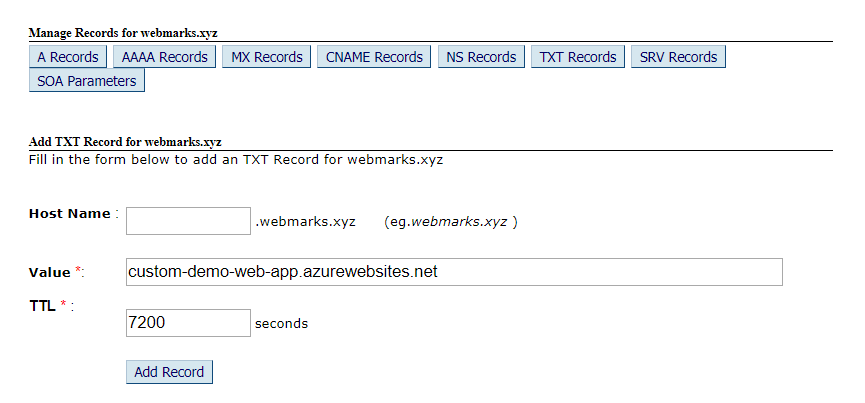 Manage Records for webmarks.xyz
A Records AAAA Records MX Records CNAME Records NS Records TXT Records SRV Records
SOA Parameters
Add TXT Record for webmarks.xyz
Fill in the form below to add an TXT Record for webmarks.xyz
Host Name : .webmarks.xyz (eg.webmarks.xyz )
Value *: custom-demo-web-app.azurewebsites.net
TTL * :
7200 seconds
Add Record